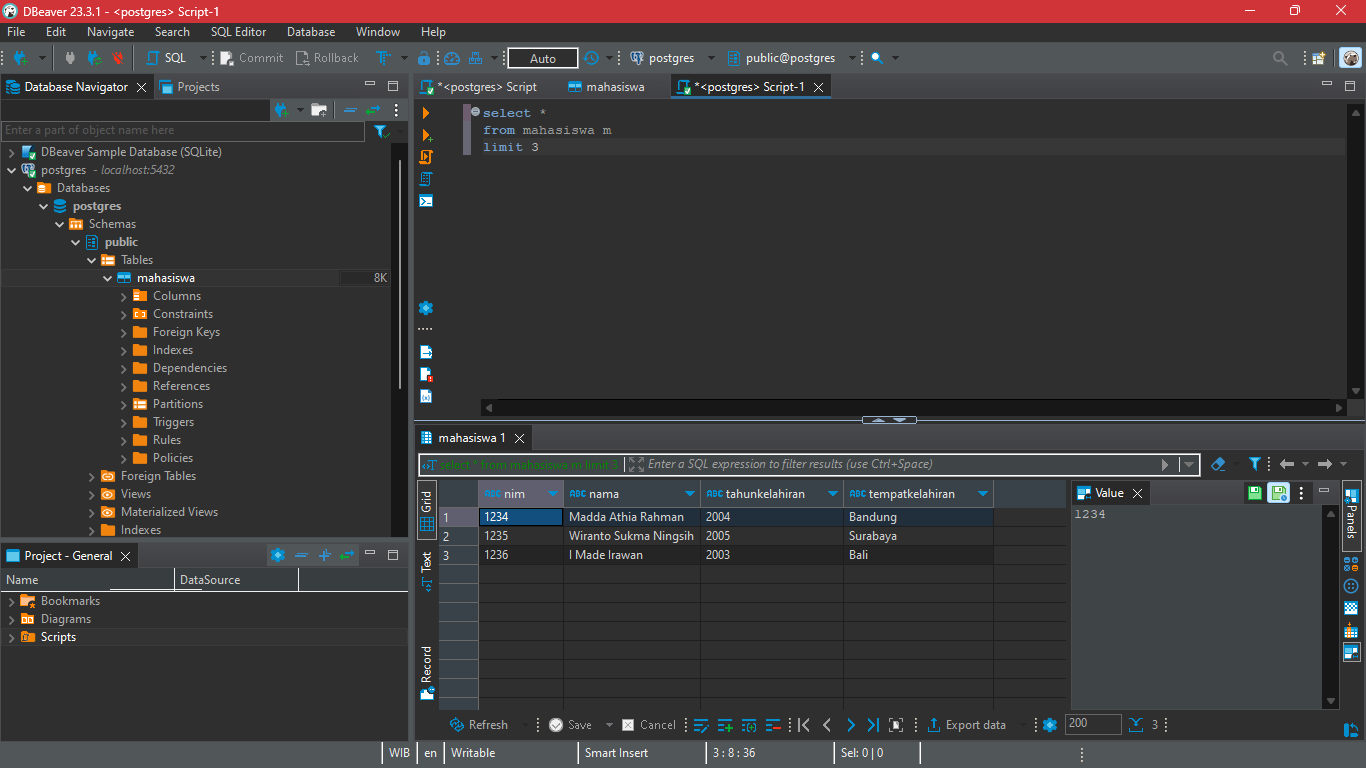 DBeaver 23.3.1 - <postgres> Script-1
File Edit Navigate Search SQL Editor Database Window Help
SQL Commit Rollback Auto postgres public@postgres
Database Navigator Projects
*<postgres> Script mahasiswa *<postgres> Script-1
Enter a part of object name here
DBeaver Sample Database (SQLite)
postgres - localhost:5432
Databases
postgres
Schemas
public
Tables
mahasiswa 8K
Columns
Constraints
Foreign Keys
Indexes
Dependencies
References
Partitions
Triggers
Rules
Policies
Foreign Tables
Views
Materialized Views
Indexes
Project - General
Name DataSource
Bookmarks
Diagrams
Scripts
select *
from mahasiswa m
limit 3
mahasiswa 1
select * from mahasiswa m limit 3 Enter a SQL expression to filter results (use Ctrl+Space)
Grid
Text
Record
ABC nim ABC nama ABC tahunkelahiran ABC tempatkelahiran
1 1234 Madda Athia Rahman 2004 Bandung
2 1235 Wiranto Sukma Ningsih 2005 Surabaya
3 1236 I Made Irawan 2003 Bali
Value
1234
Panels
Refresh Save Cancel Export data 200 3
WIB en Writable Smart Insert 3 : 8 : 36 Sel: 0 | 0